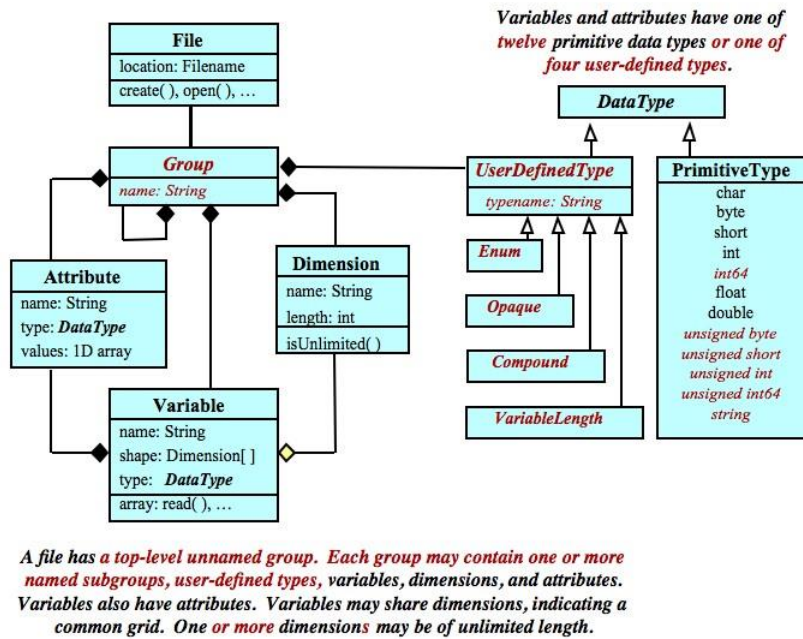 Variables and attributes have one of
twelve primitive data types or one of
four user-defined types.
File
location: Filename
create( ), open( ), …
DataType
Group
name: String
UserDefinedType
typename: String
PrimitiveType
char
byte
short
int
int64
float
double
unsigned byte
unsigned short
unsigned int
unsigned int64
string
Enum
Opaque
Compound
VariableLength
Attribute
name: String
type: DataType
values: 1D array
Dimension
name: String
length: int
isUnlimited( )
Variable
name: String
shape: Dimension[ ]
type: DataType
array: read( ), …
A file has a top-level unnamed group. Each group may contain one or more
named subgroups, user-defined types, variables, dimensions, and attributes.
Variables also have attributes. Variables may share dimensions, indicating a
common grid. One or more dimensions may be of unlimited length.